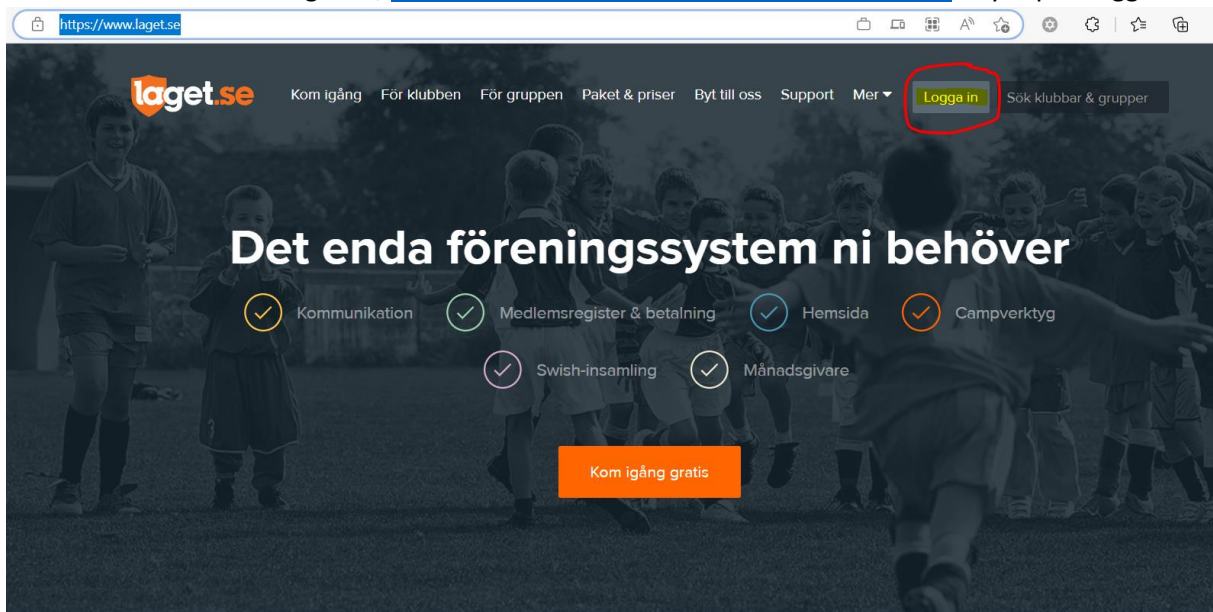 https://www.laget.se
laget.se Kom igång För klubben För gruppen Paket & priser Byt till oss Support Mer Logga in Sök klubbar & grupper
Det enda föreningssystem ni behöver
Kommunikation Medlemsregister & betalning Hemsida Campverktyg
Swish-insamling Månadsgivare
Kom igång gratis